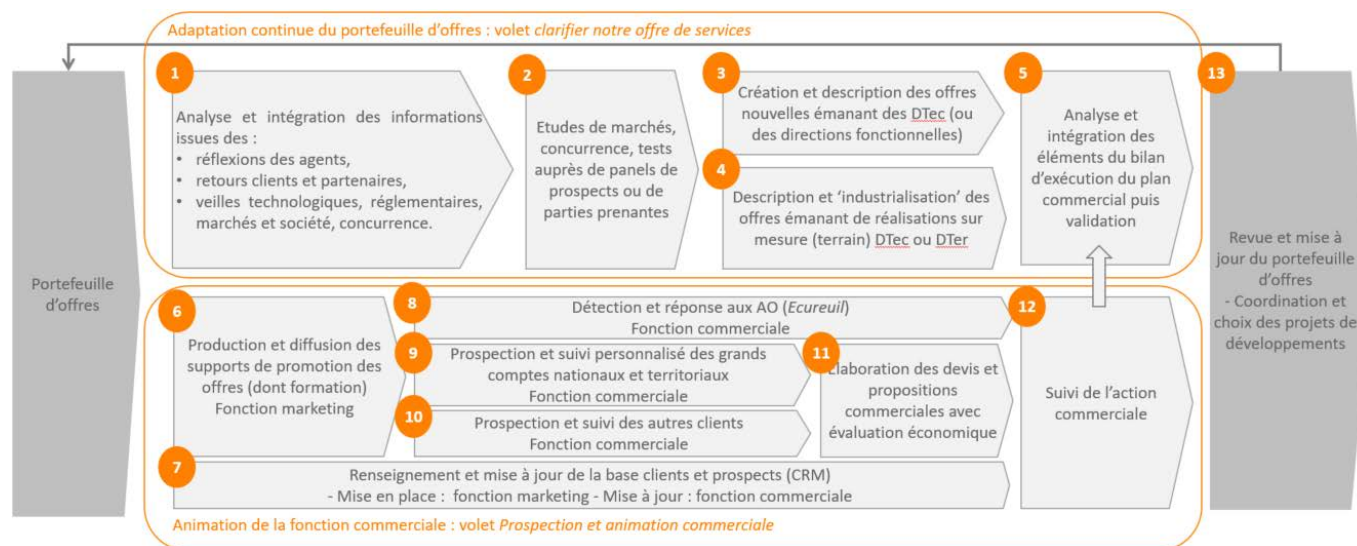 Adaptation continue du portefeuille d'offres : volet clarifier notre offre de services
Portefeuille
d'offres
1
Analyse et intégration des informations
issues des :
• réflexions des agents,
• retours clients et partenaires,
• veilles technologiques, réglementaires,
marchés et société, concurrence.
2
Etudes de marchés,
concurrence, tests
auprès de panels de
prospects ou de
parties prenantes
3
Création et description des offres
nouvelles émanant des DTec (ou
des directions fonctionnelles)
4
Description et 'industrialisation' des
offres émanant de réalisations sur
mesure (terrain) DTec ou DTer
5
Analyse et
intégration des
éléments du bilan
d'exécution du plan
commercial puis
validation
6
Production et diffusion des
supports de promotion des
offres (dont formation)
Fonction marketing
7
Renseignement et mise à jour de la base clients et prospects (CRM)
- Mise en place : fonction marketing - Mise à jour : fonction commerciale
8
Détection et réponse aux AO (Ecureuil)
Fonction commerciale
9
Prospection et suivi personnalisé des grands
comptes nationaux et territoriaux
Fonction commerciale
10
Prospection et suivi des autres clients
Fonction commerciale
11
Elaboration des devis et
propositions
commerciales avec
évaluation économique
12
Suivi de l'action
commerciale
13
Revue et mise à
jour du portefeuille
d'offres
- Coordination et
choix des projets de
développements
Animation de la fonction commerciale : volet Prospection et animation commerciale